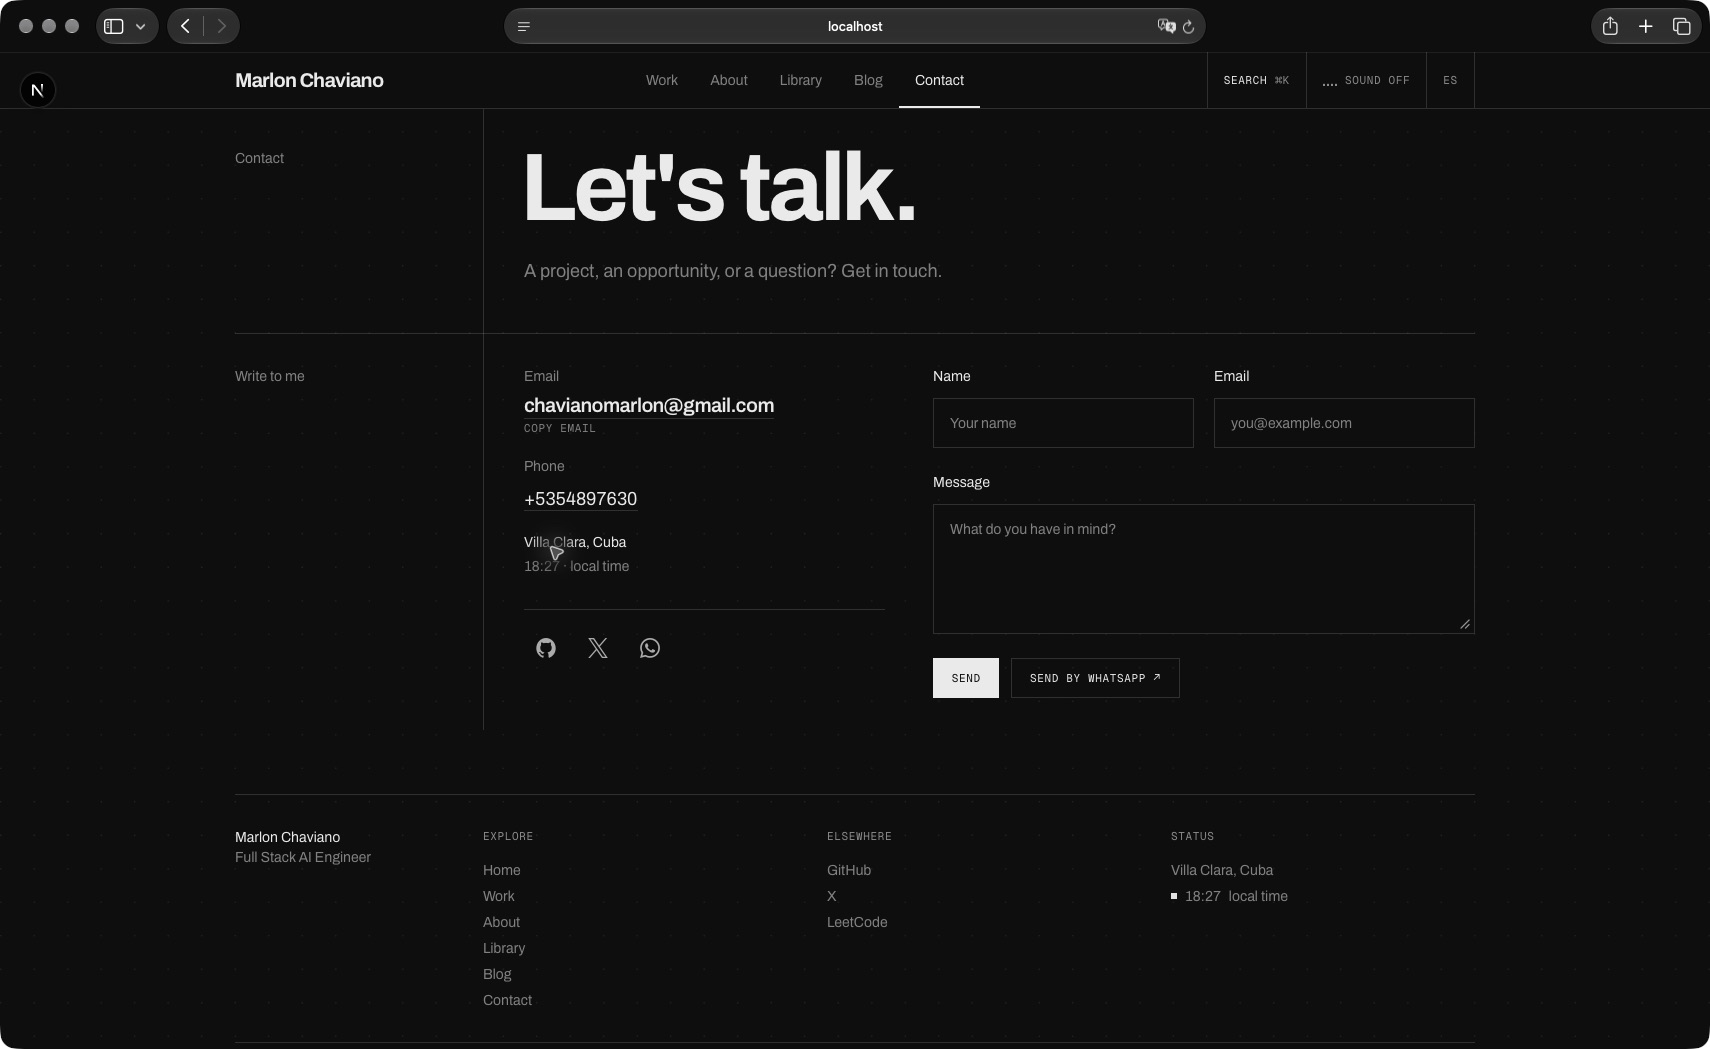 localhost
N
Marlon Chaviano
Work
About
Library
Blog
Contact
SEARCH ⌘K
SOUND OFF
ES
Contact
Let's talk.
A project, an opportunity, or a question? Get in touch.
Write to me
Email
chavianomarlon@gmail.com
COPY EMAIL
Phone
+5354897630
Villa Clara, Cuba
18:27 · local time
Name
Email
Your name
you@example.com
Message
What do you have in mind?
SEND
SEND BY WHATSAPP ↗
Marlon Chaviano
Full Stack AI Engineer
EXPLORE
Home
Work
About
Library
Blog
Contact
ELSEWHERE
GitHub
X
LeetCode
STATUS
Villa Clara, Cuba
18:27 local time